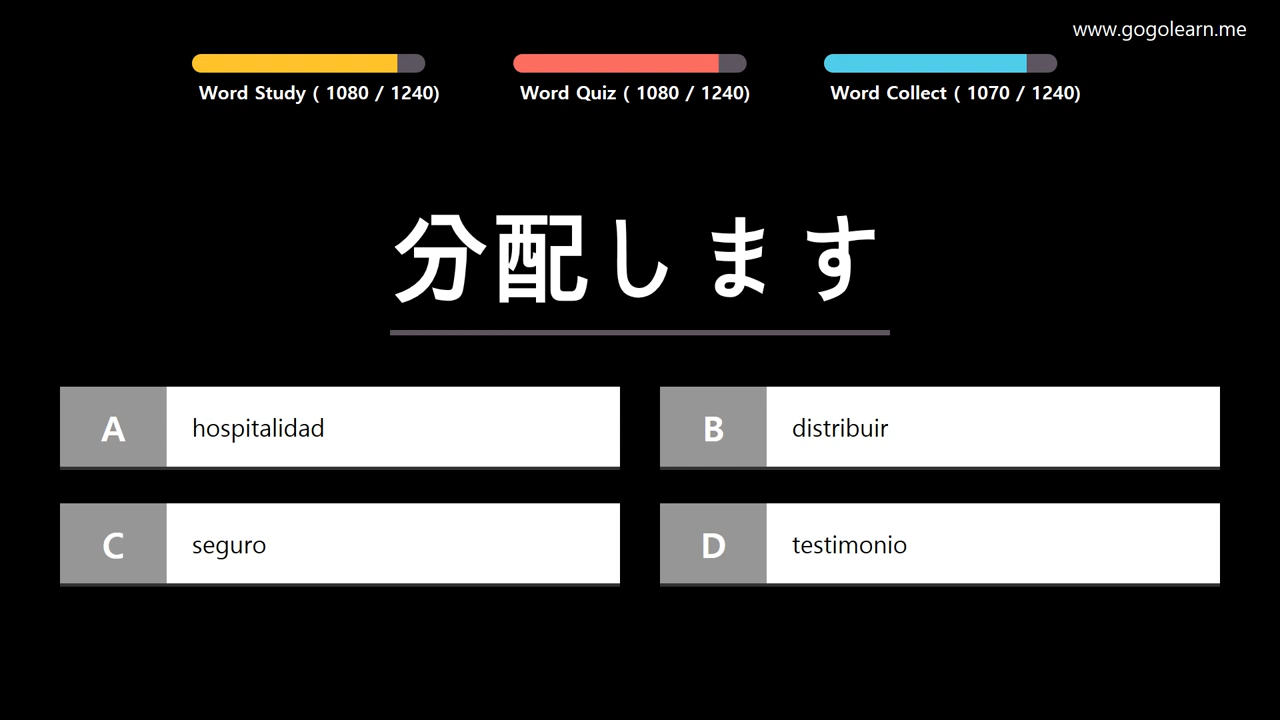 www.gogolearn.me
Word Study ( 1080 / 1240)
Word Quiz ( 1080 / 1240)
Word Collect ( 1070 / 1240)
分配します
A hospitalidad
B distribuir
C seguro
D testimonio